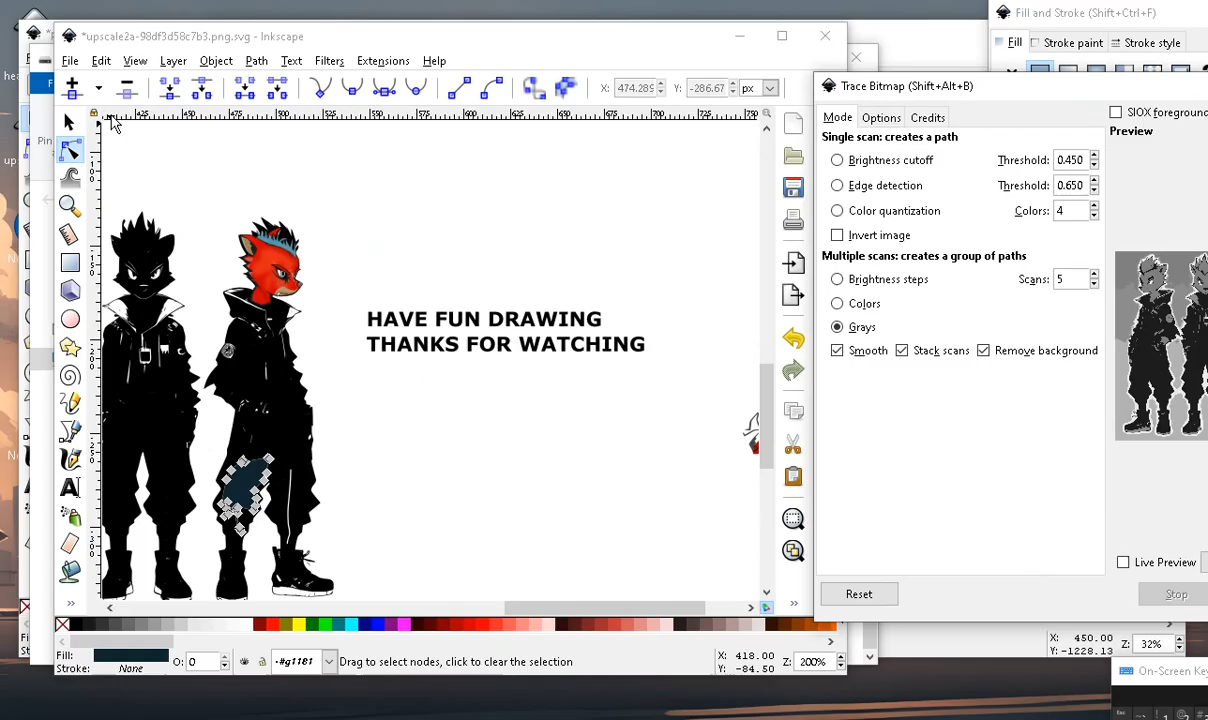 Fill and Stroke (Shift+Ctrl+F)
*upscale2a-98df3d58c7b3.png.svg - Inkscape
Fill
Stroke paint
Stroke style
File Edit View Layer Object Path Text Filters Extensions Help
X: 474.289
Y: -286.67
px
Trace Bitmap (Shift+Alt+B)
Mode
Options
Credits
SIOX foreground
Preview
Single scan: creates a path
Brightness cutoff
Threshold: 0.450
Edge detection
Threshold: 0.650
Color quantization
Colors: 4
Invert image
Multiple scans: creates a group of paths
Brightness steps
Scans: 5
Colors
Grays
Smooth
Stack scans
Remove background
HAVE FUN DRAWING
THANKS FOR WATCHING
Live Preview
Reset
Stop
Fill:
Stroke: None
O: 0
#g1181
Drag to select nodes, click to clear the selection
X: 418.00
Y: -84.50
Z: 200%
X: 450.00
Y: -1228.13
Z: 32%
On-Screen Key